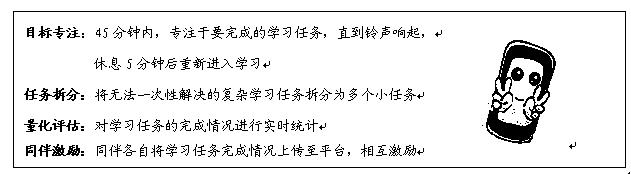 目标专注：45 分钟内，专注于要完成的学习任务，直到铃声响起，
休息 5 分钟后重新进入学习
任务拆分：将无法一次性解决的复杂学习任务拆分为多个小任务
量化评估：对学习任务的完成情况进行实时统计
同伴激励：同伴各自将学习任务完成情况上传至平台，相互激励